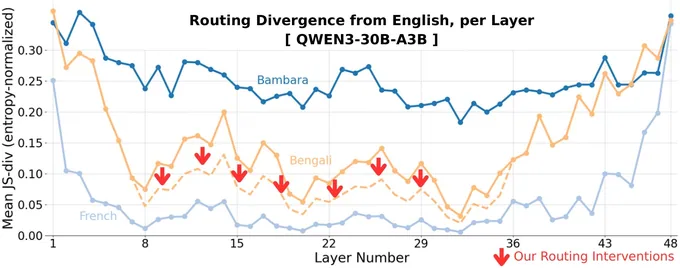 Routing Divergence from English, per Layer
[ QWEN3-30B-A3B ]
Mean JS-div (entropy-normalized)
0.30
0.25
0.20
0.15
0.10
0.05
0.00
Bambara
Bengali
French
1 8 15 22 29 36 43 48
Layer Number
Our Routing Interventions